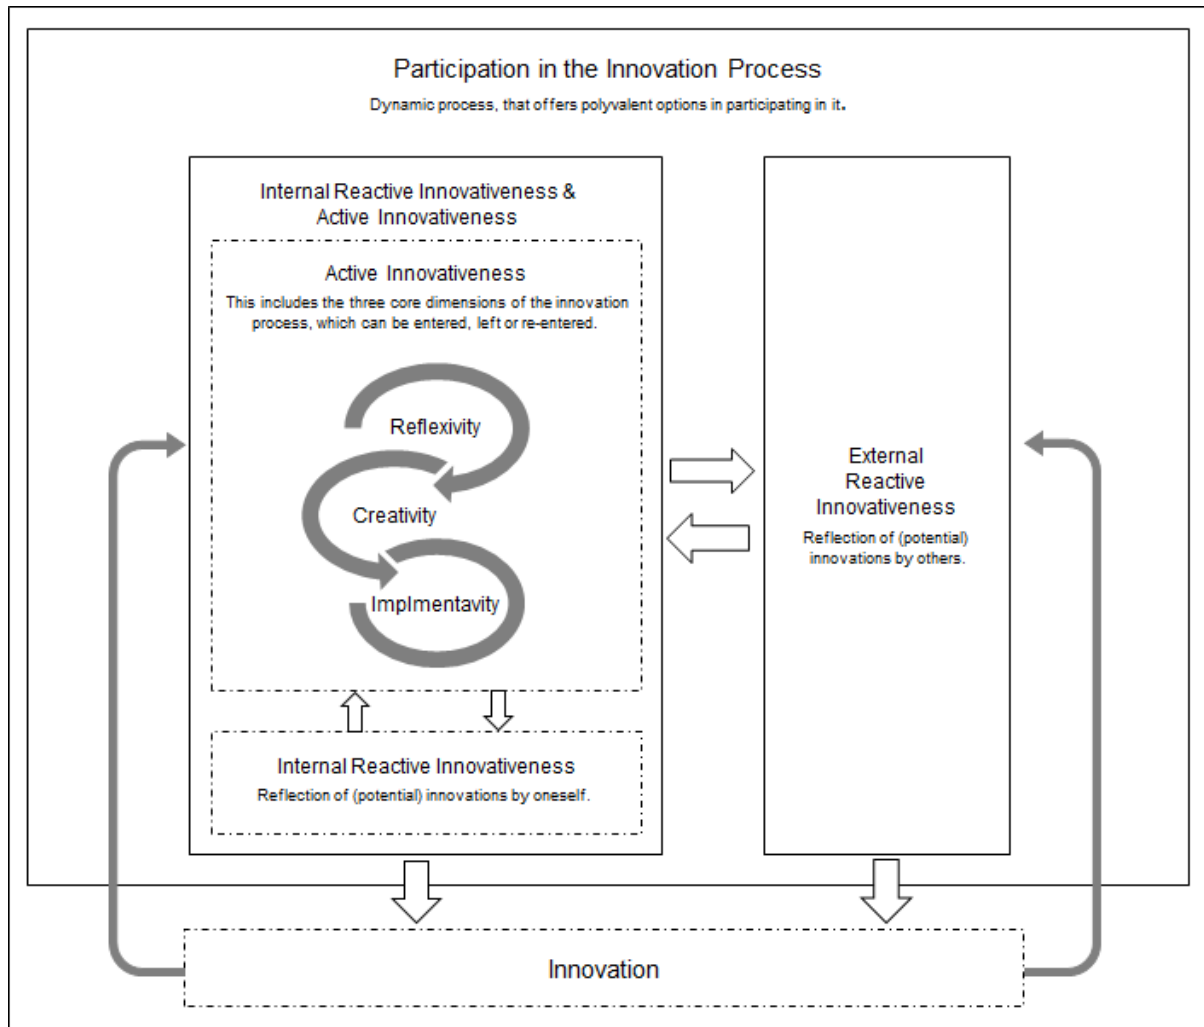 Participation in the Innovation Process
Dynamic process, that offers polyvalent options in participating in it.
Internal Reactive Innovativeness &
Active Innovativeness
Active Innovativeness
This includes the three core dimensions of the innovation
process, which can be entered, left or re-entered.
Reflexivity
Creativity
Implmentavity
Internal Reactive Innovativeness
Reflection of (potential) innovations by oneself.
External
Reactive
Innovativeness
Reflection of (potential)
innovations by others.
Innovation